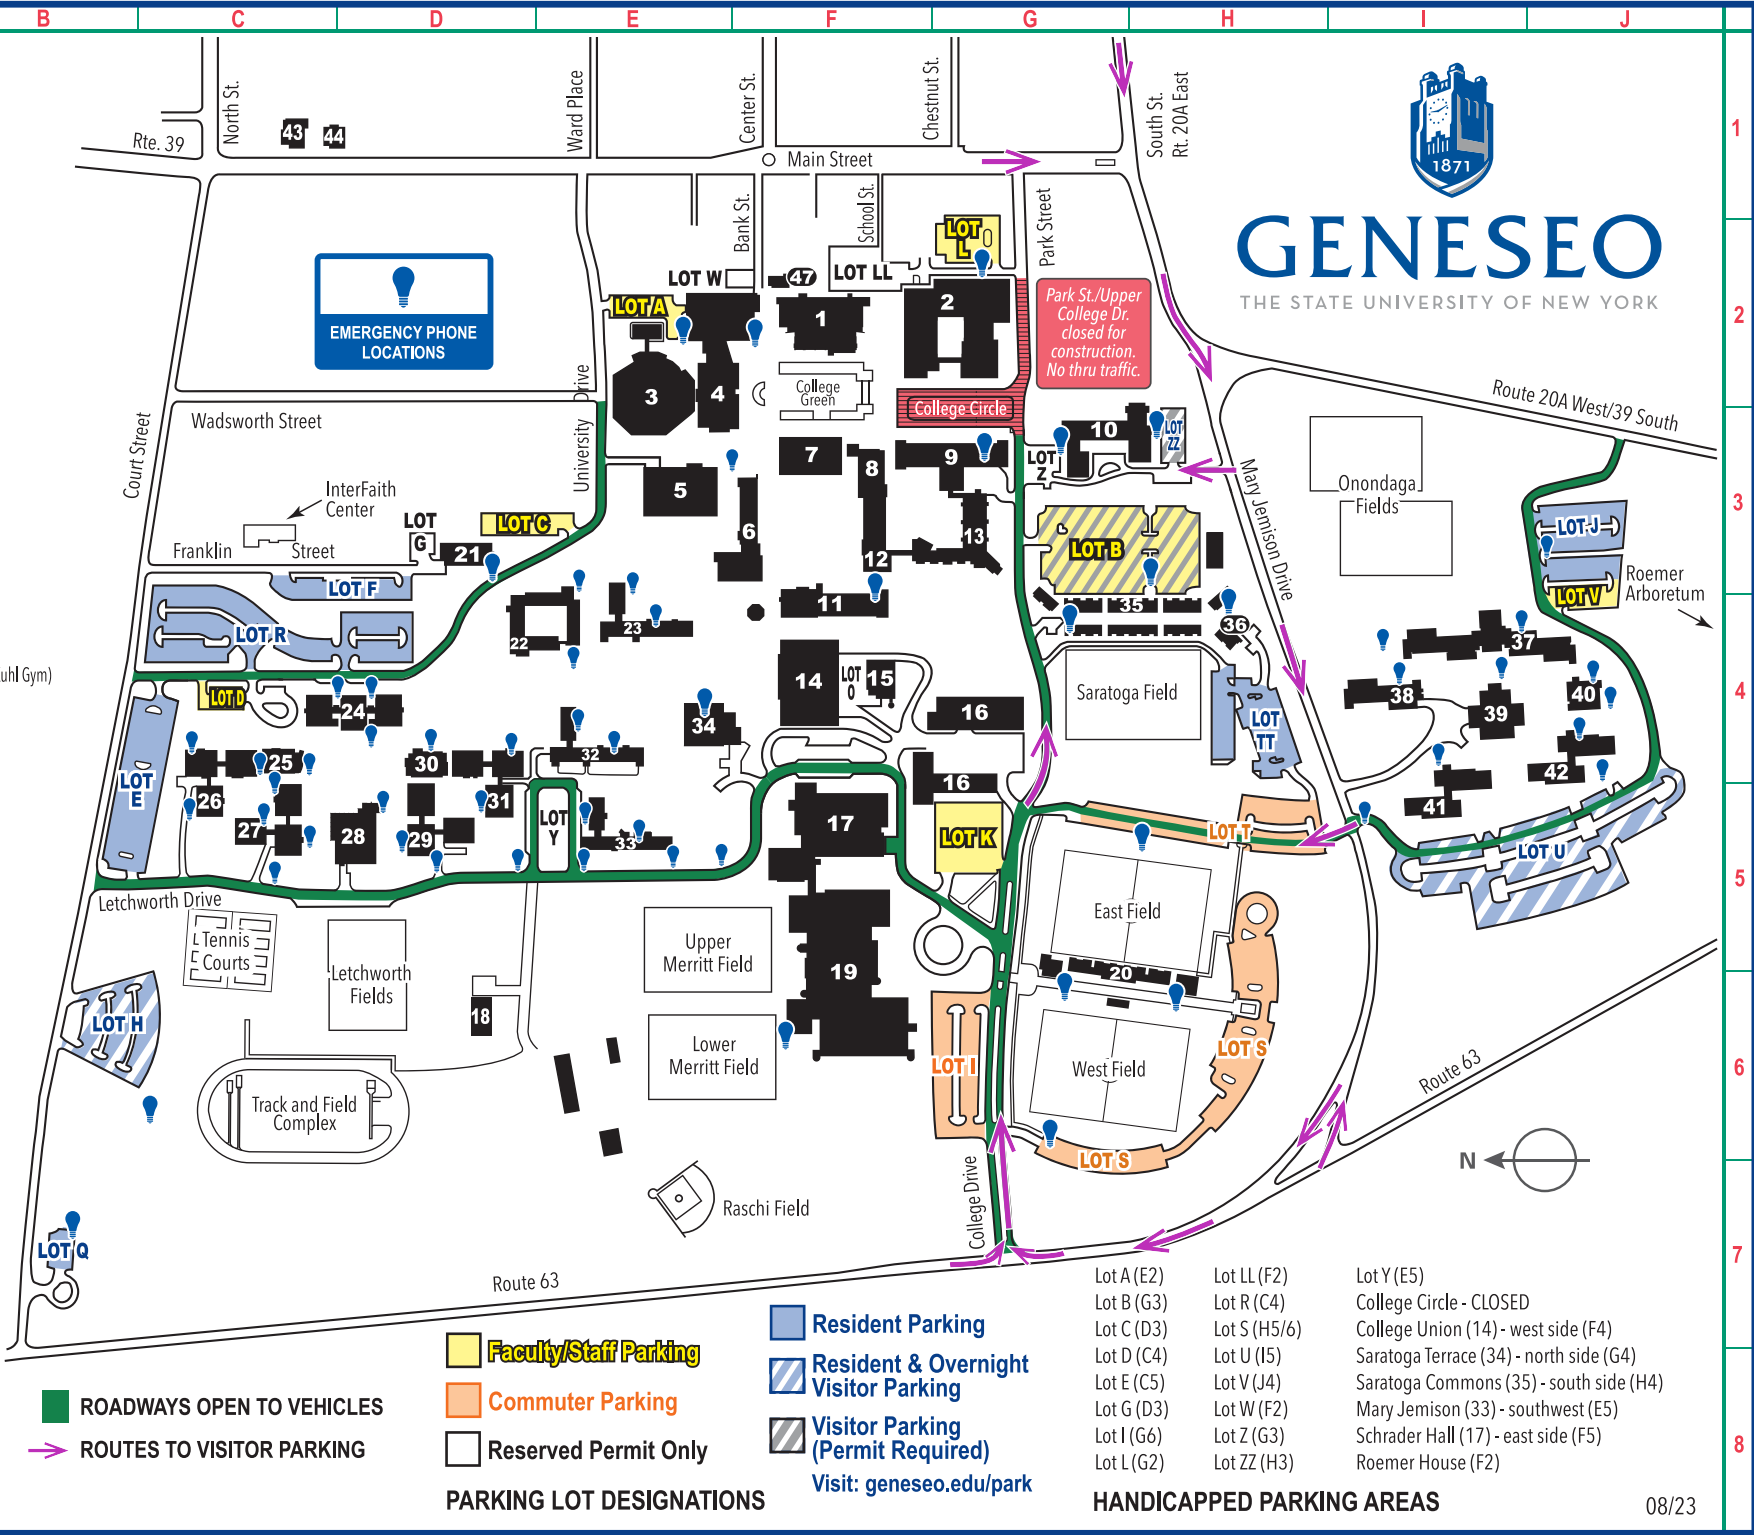 B
C
D
E
F
G
H
I
J
1
2
3
4
5
6
7
8
1871
GENESEO
THE STATE UNIVERSITY OF NEW YORK
Rte. 39
North St.
43
44
Ward Place
Center St.
Chestnut St.
South St.
Rt. 20A East
Main Street
Bank St.
School St.
Park Street
EMERGENCY PHONE
LOCATIONS
LOT W
47
LOT LL
LOT
L
LOT A
1
2
3
4
Park St./Upper
College Dr.
closed for
construction.
No thru traffic.
College
Green
College Circle
Route 20A West/39 South
Wadsworth Street
Court Street
University
Drive
InterFaith
Center
Franklin
Street
LOT
G
LOT C
21
5
6
7
8
9
10
11
12
13
LOT
Z
LOT
ZZ
LOT B
Mary Jemison Drive
Onondaga
Fields
LOT J
LOT V
Roemer
Arboretum
LOT F
LOT R
22
23
35
36
37
38
39
40
41
42
uhl Gym)
LOT D
24
14
LOT
O
15
16
16
34
Saratoga Field
LOT
TT
LOT
E
25
26
27
28
29
30
31
32
33
LOT
Y
17
LOT K
LOT T
LOT U
Letchworth Drive
Tennis
Courts
Letchworth
Fields
18
Upper
Merritt Field
Lower
Merritt Field
19
East Field
20
West Field
LOT H
LOT I
LOT S
LOT S
Track and Field
Complex
Raschi Field
College Drive
Route 63
Route 63
N
LOT Q
ROADWAYS OPEN TO VEHICLES
ROUTES TO VISITOR PARKING
Faculty/Staff Parking
Commuter Parking
Reserved Permit Only
PARKING LOT DESIGNATIONS
Resident Parking
Resident & Overnight
Visitor Parking
Visitor Parking
(Permit Required)
Visit: geneseo.edu/park
Lot A (E2)
Lot B (G3)
Lot C (D3)
Lot D (C4)
Lot E (C5)
Lot G (D3)
Lot I (G6)
Lot L (G2)
Lot LL (F2)
Lot R (C4)
Lot S (H5/6)
Lot U (I5)
Lot V (J4)
Lot W (F2)
Lot Z (G3)
Lot ZZ (H3)
Lot Y (E5)
College Circle - CLOSED
College Union (14) - west side (F4)
Saratoga Terrace (34) - north side (G4)
Saratoga Commons (35) - south side (H4)
Mary Jemison (33) - southwest (E5)
Schrader Hall (17) - east side (F5)
Roemer House (F2)
HANDICAPPED PARKING AREAS
08/23